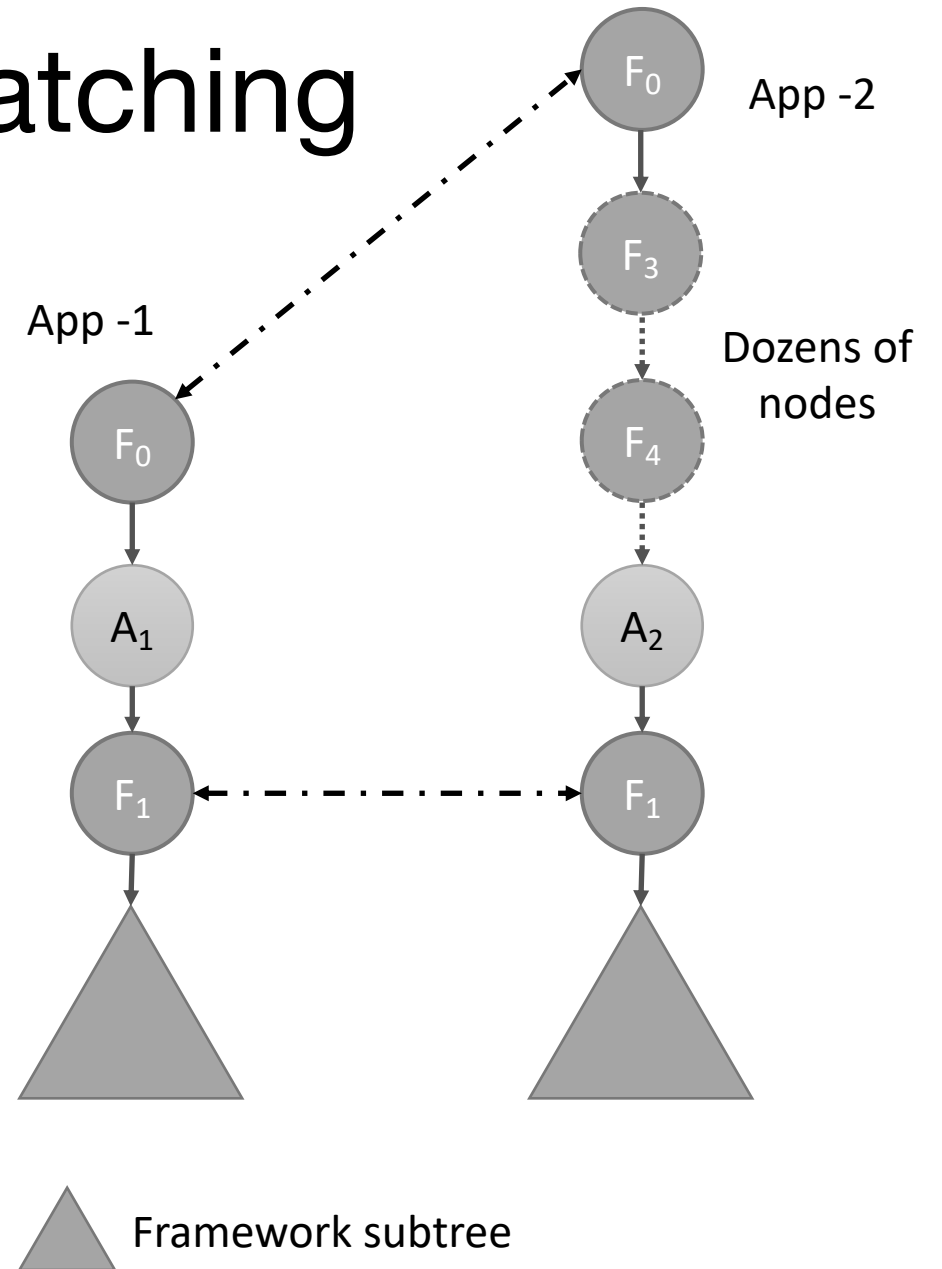 atching
F₀
App -2
F₃
App -1
Dozens of
nodes
F₀
F₄
A₁
A₂
F₁
F₁
Framework subtree